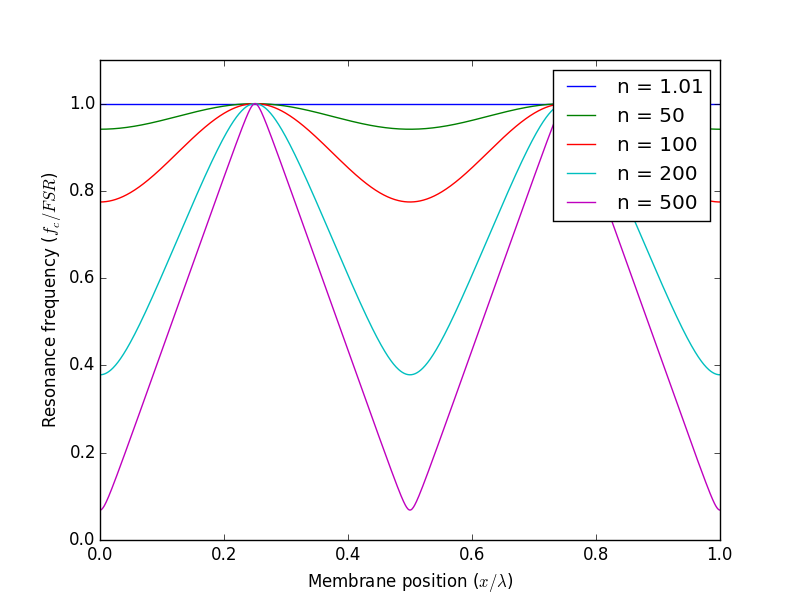 n = 1.01
n = 50
n = 100
n = 200
n = 500
1.0
0.8
0.6
0.4
0.2
0.0
Resonance frequency (f_c/FSR)
0.0 0.2 0.4 0.6 0.8 1.0
Membrane position (x/λ)